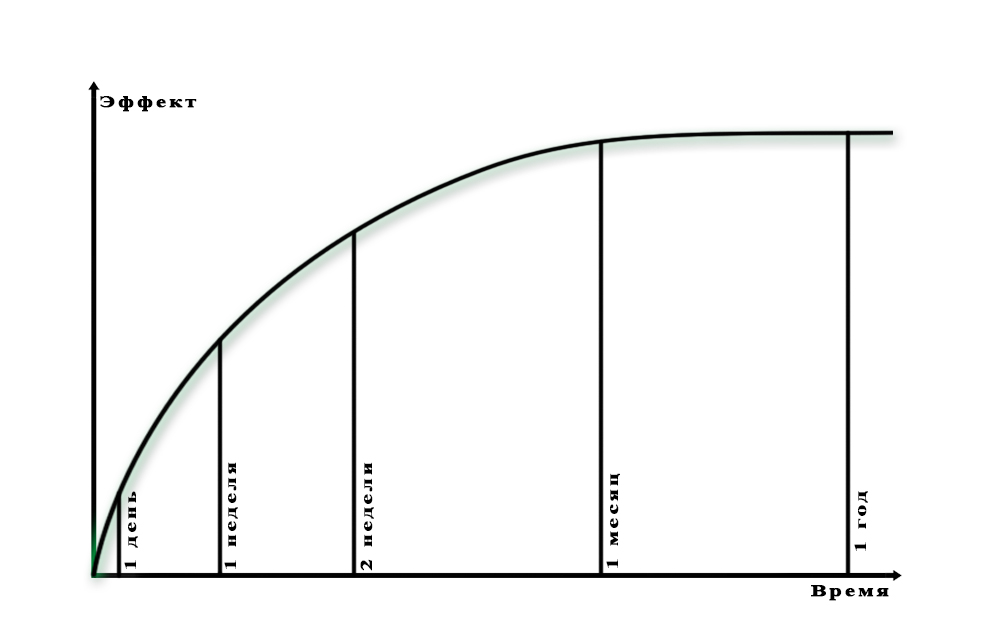 Эффект
1 день
1 неделя
2 недели
1 месяц
1 год
Время